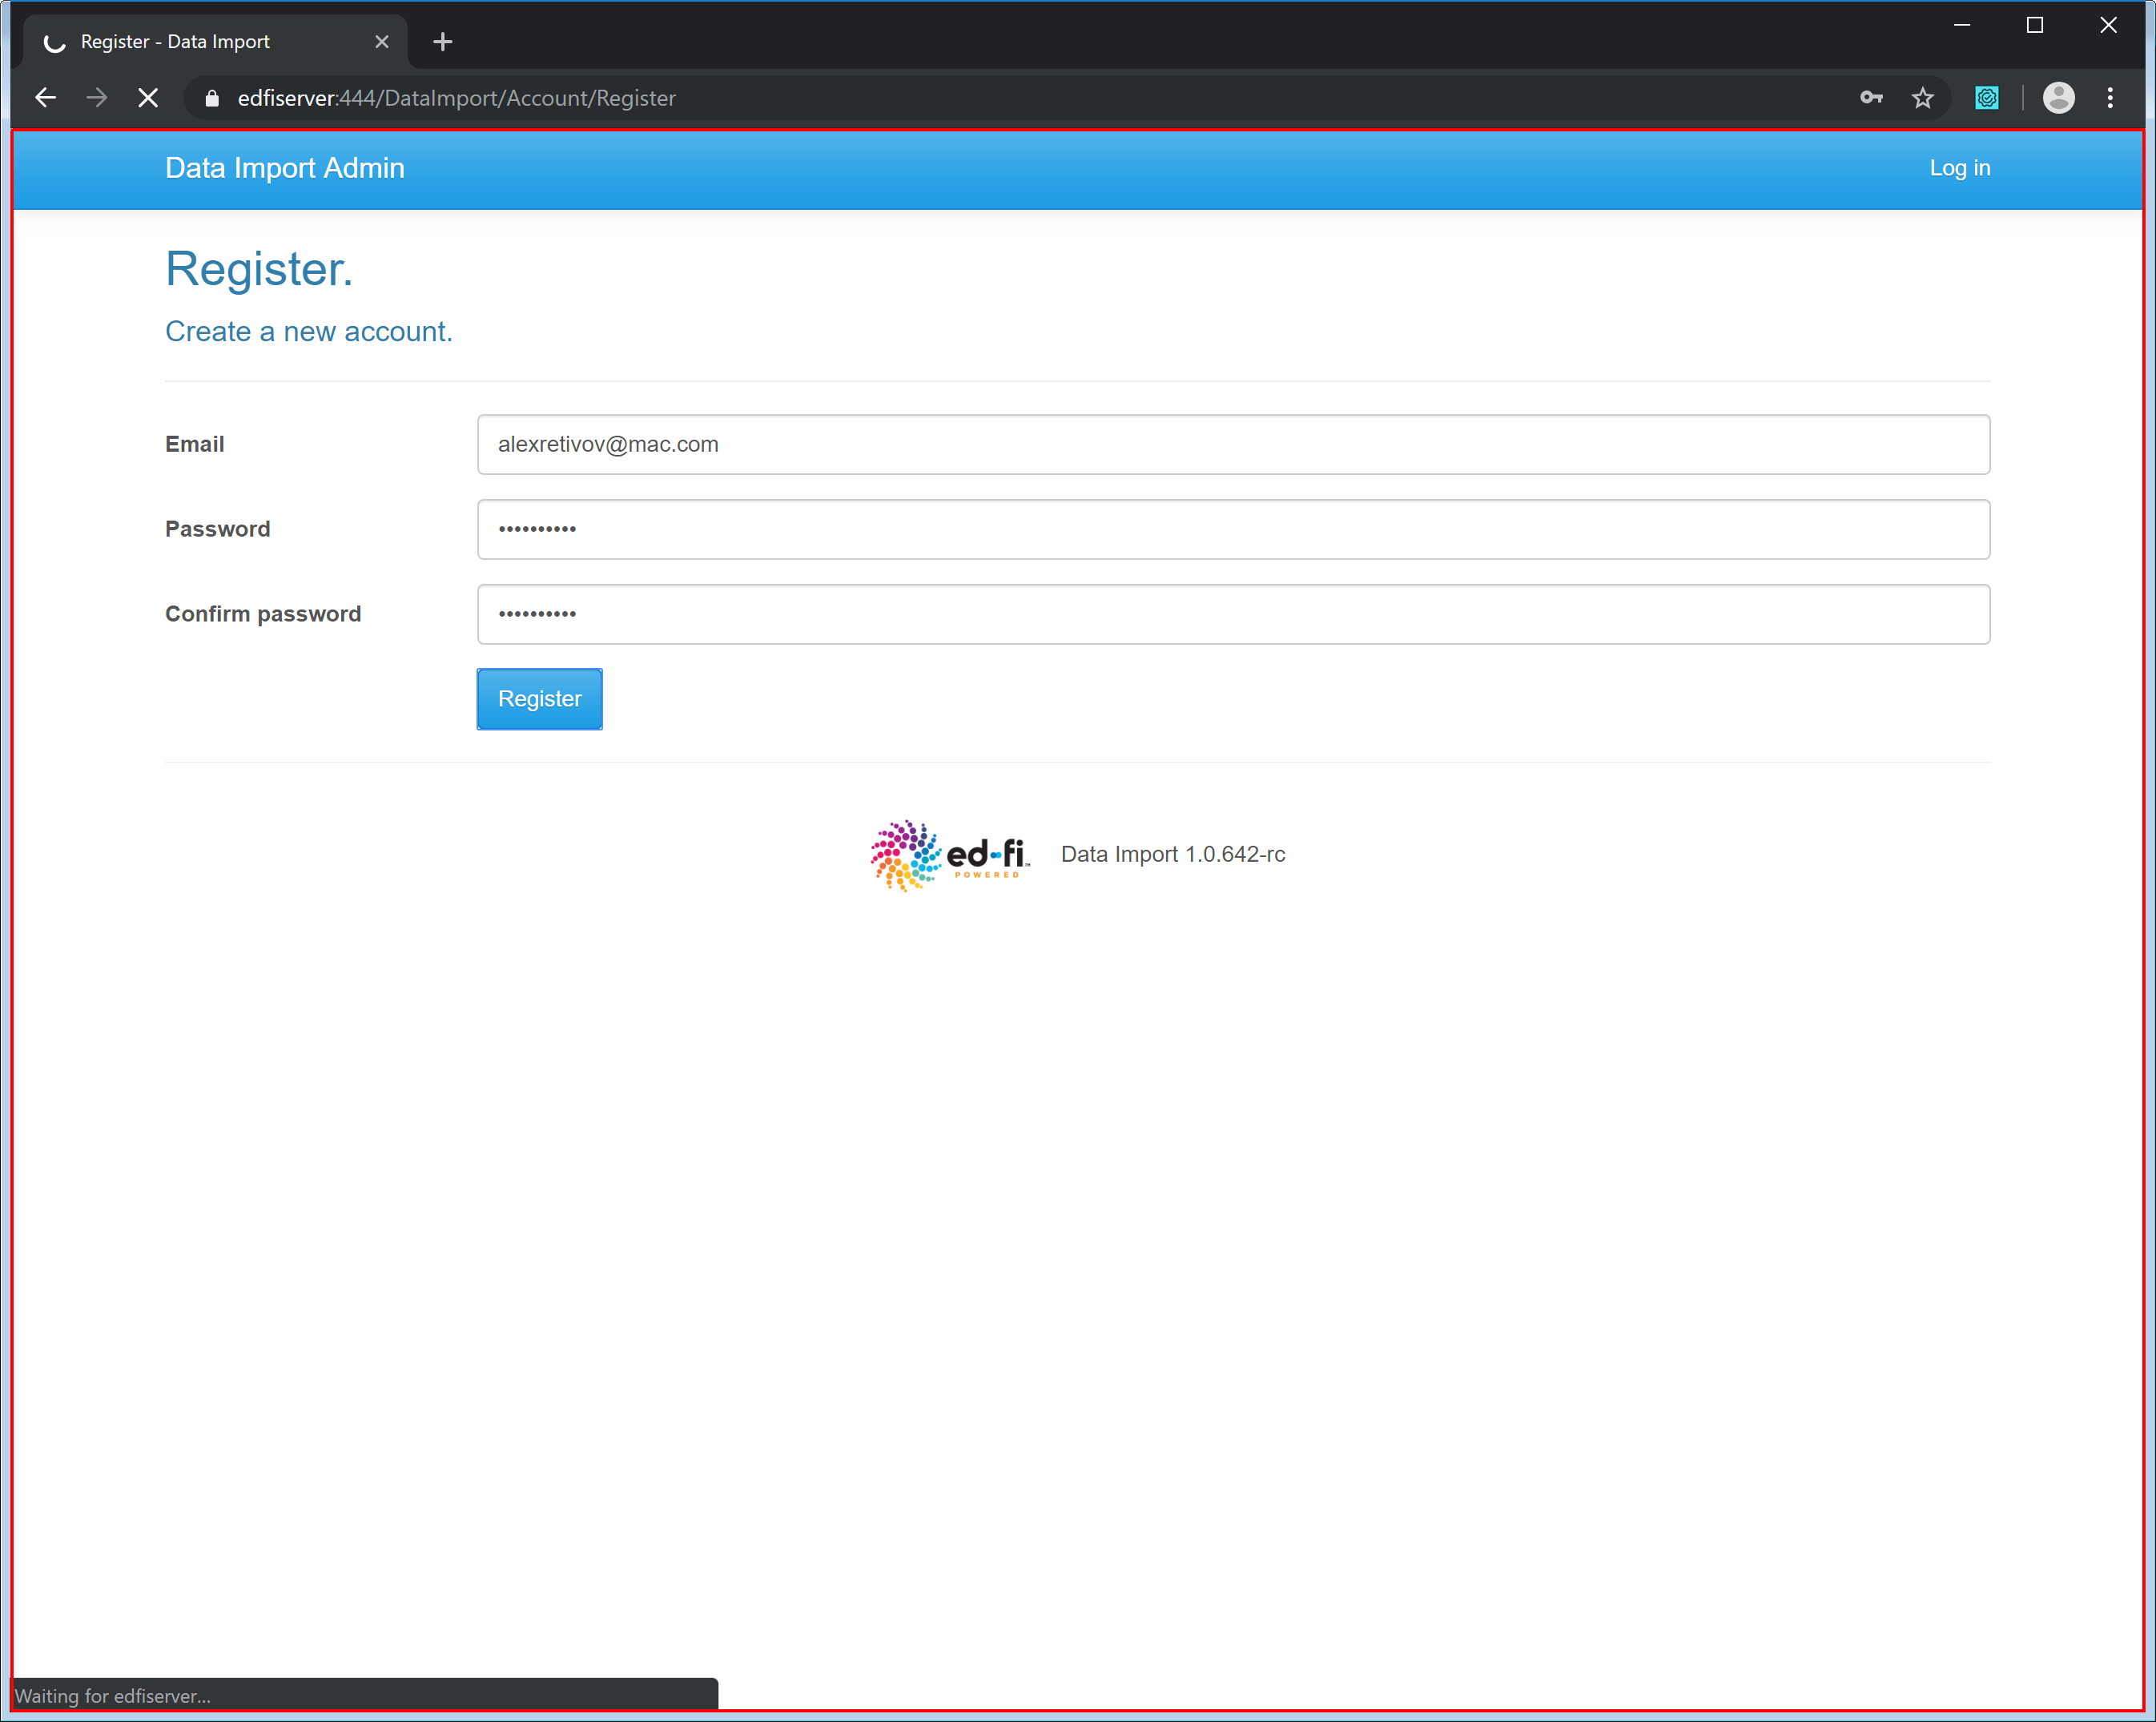 Register - Data Import
edfiserver:444/DataImport/Account/Register
Data Import Admin
Log in
Register.
Create a new account.
Email
alexretivov@mac.com
Password
••••••••••
Confirm password
••••••••••
Register
ed-fi™
POWERED
Data Import 1.0.642-rc
Waiting for edfiserver...